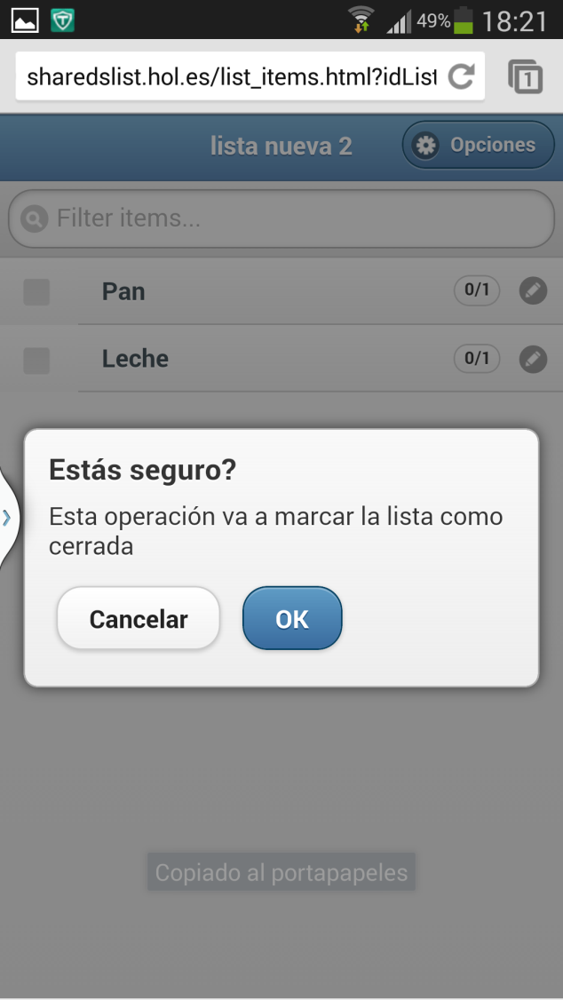 49% 18:21
sharedslist.hol.es/list_items.html?idList
1
lista nueva 2
Opciones
Filter items...
Pan 0/1
Leche 0/1
Estás seguro?
Esta operación va a marcar la lista como
cerrada
Cancelar OK
Copiado al portapapeles